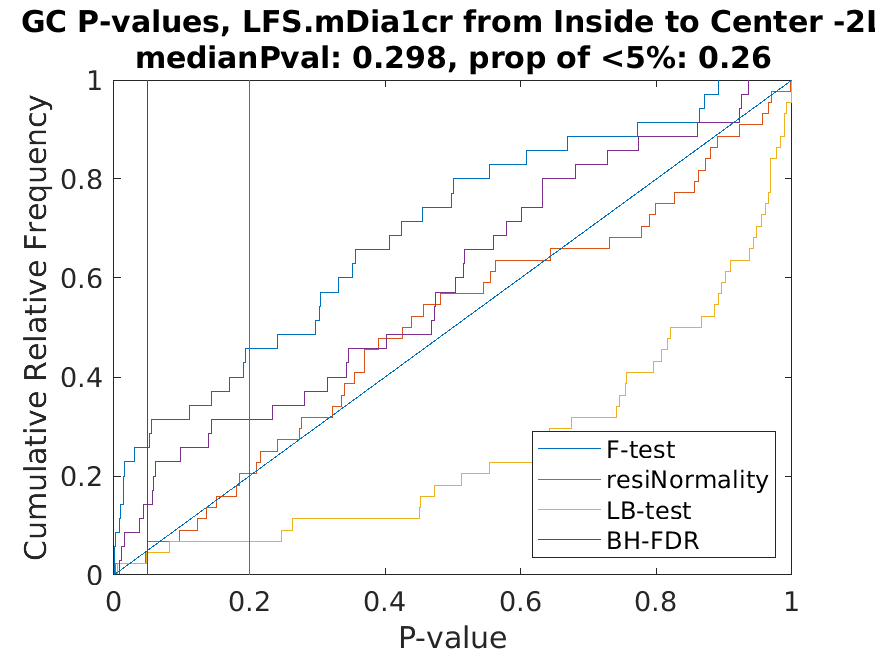 GC P-values, LFS.mDia1cr from Inside to Center -2L
medianPval: 0.298, prop of <5%: 0.26
Cumulative Relative Frequency
1
0.8
0.6
0.4
0.2
0
0
0.2
0.4
0.6
0.8
1
P-value
F-test
resiNormality
LB-test
BH-FDR